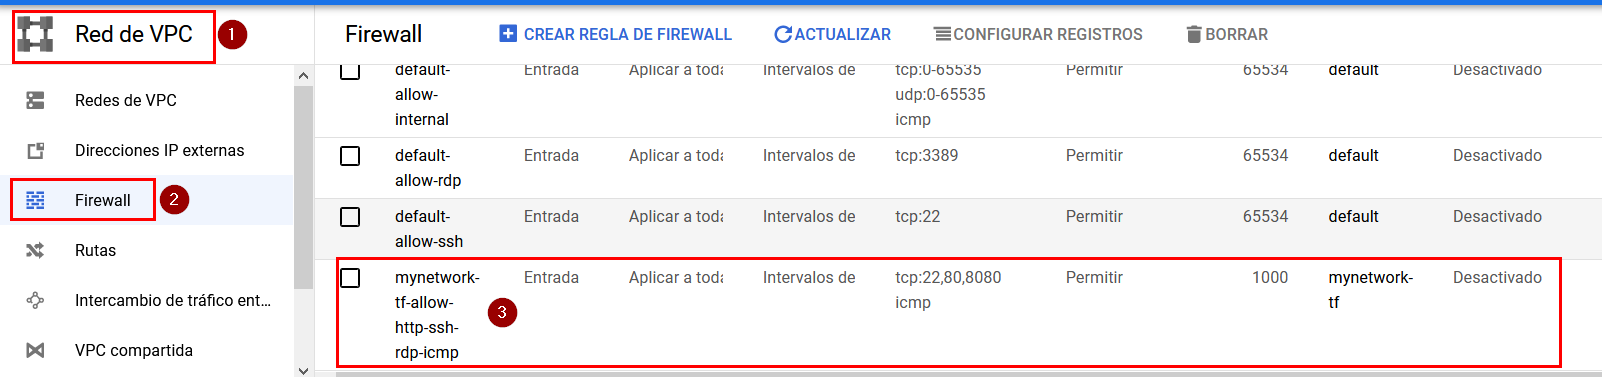 Red de VPC
1
Redes de VPC
Direcciones IP externas
Firewall
2
Rutas
Intercambio de tráfico ent...
VPC compartida
Firewall
CREAR REGLA DE FIREWALL
ACTUALIZAR
CONFIGURAR REGISTROS
BORRAR
default- Entrada Aplicar a toda Intervalos de tcp:0-65535 Permitir 65534 default Desactivado
allow- udp:0-65535
internal icmp
default- Entrada Aplicar a toda Intervalos de tcp:3389 Permitir 65534 default Desactivado
allow-rdp
default- Entrada Aplicar a toda Intervalos de tcp:22 Permitir 65534 default Desactivado
allow-ssh
mynetwork- Entrada Aplicar a toda Intervalos de tcp:22,80,8080 Permitir 1000 mynetwork- Desactivado
tf-allow- 3 icmp tf
http-ssh-
rdp-icmp